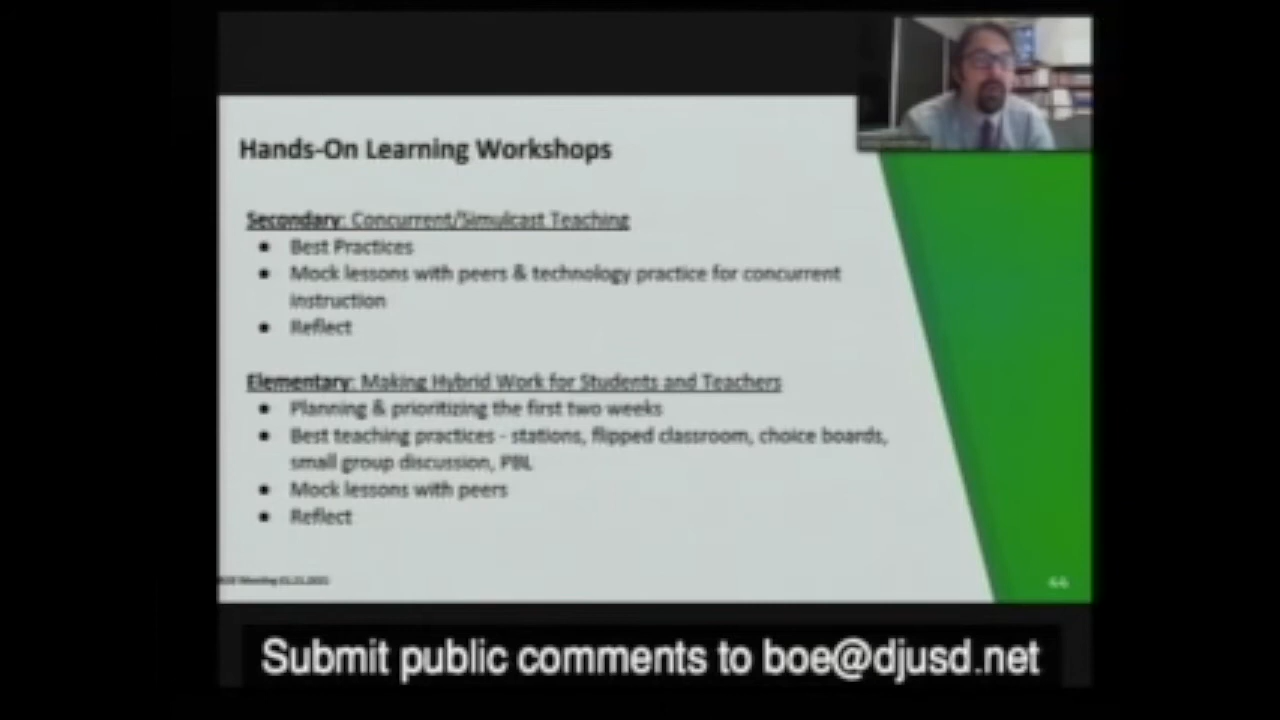 Hands-On Learning Workshops
Secondary: Concurrent/Simulcast Teaching
● Best Practices
● Mock lessons with peers & technology practice for concurrent
instruction
● Reflect
Elementary: Making Hybrid Work for Students and Teachers
● Planning & prioritizing the first two weeks
● Best teaching practices - stations, flipped classroom, choice boards,
small group discussion, PBL
● Mock lessons with peers
● Reflect
Meeting
Submit public comments to boe@djusd.net